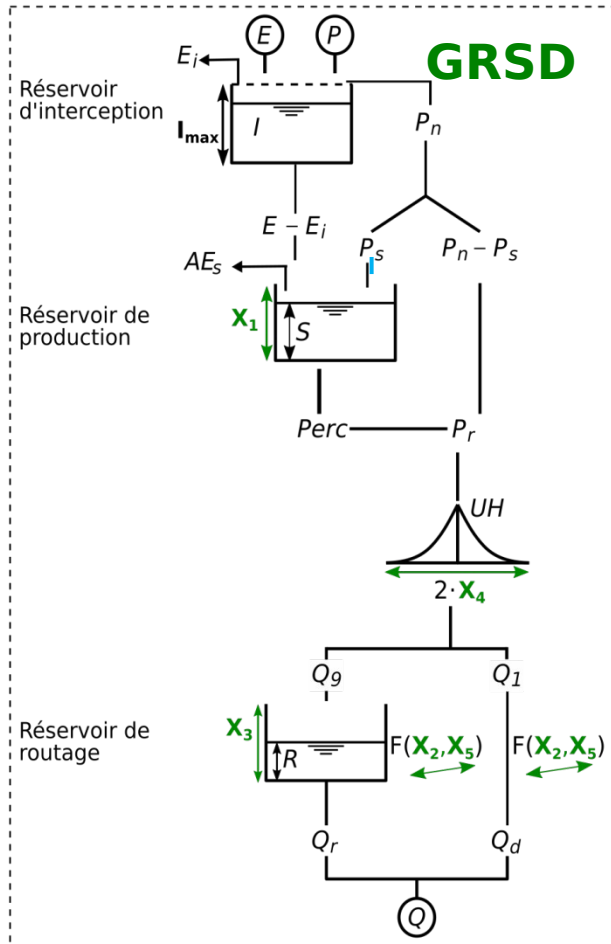 E P
GRSD
E_i
Réservoir
d'interception
I_max
I
P_n
E − E_i
P_s
P_n − P_s
AE_s
Réservoir de
production
X_1
S
Perc
P_r
UH
2·X_4
Q_9
Q_1
Réservoir de
routage
X_3
R
F(X_2,X_5)
F(X_2,X_5)
Q_r
Q_d
Q